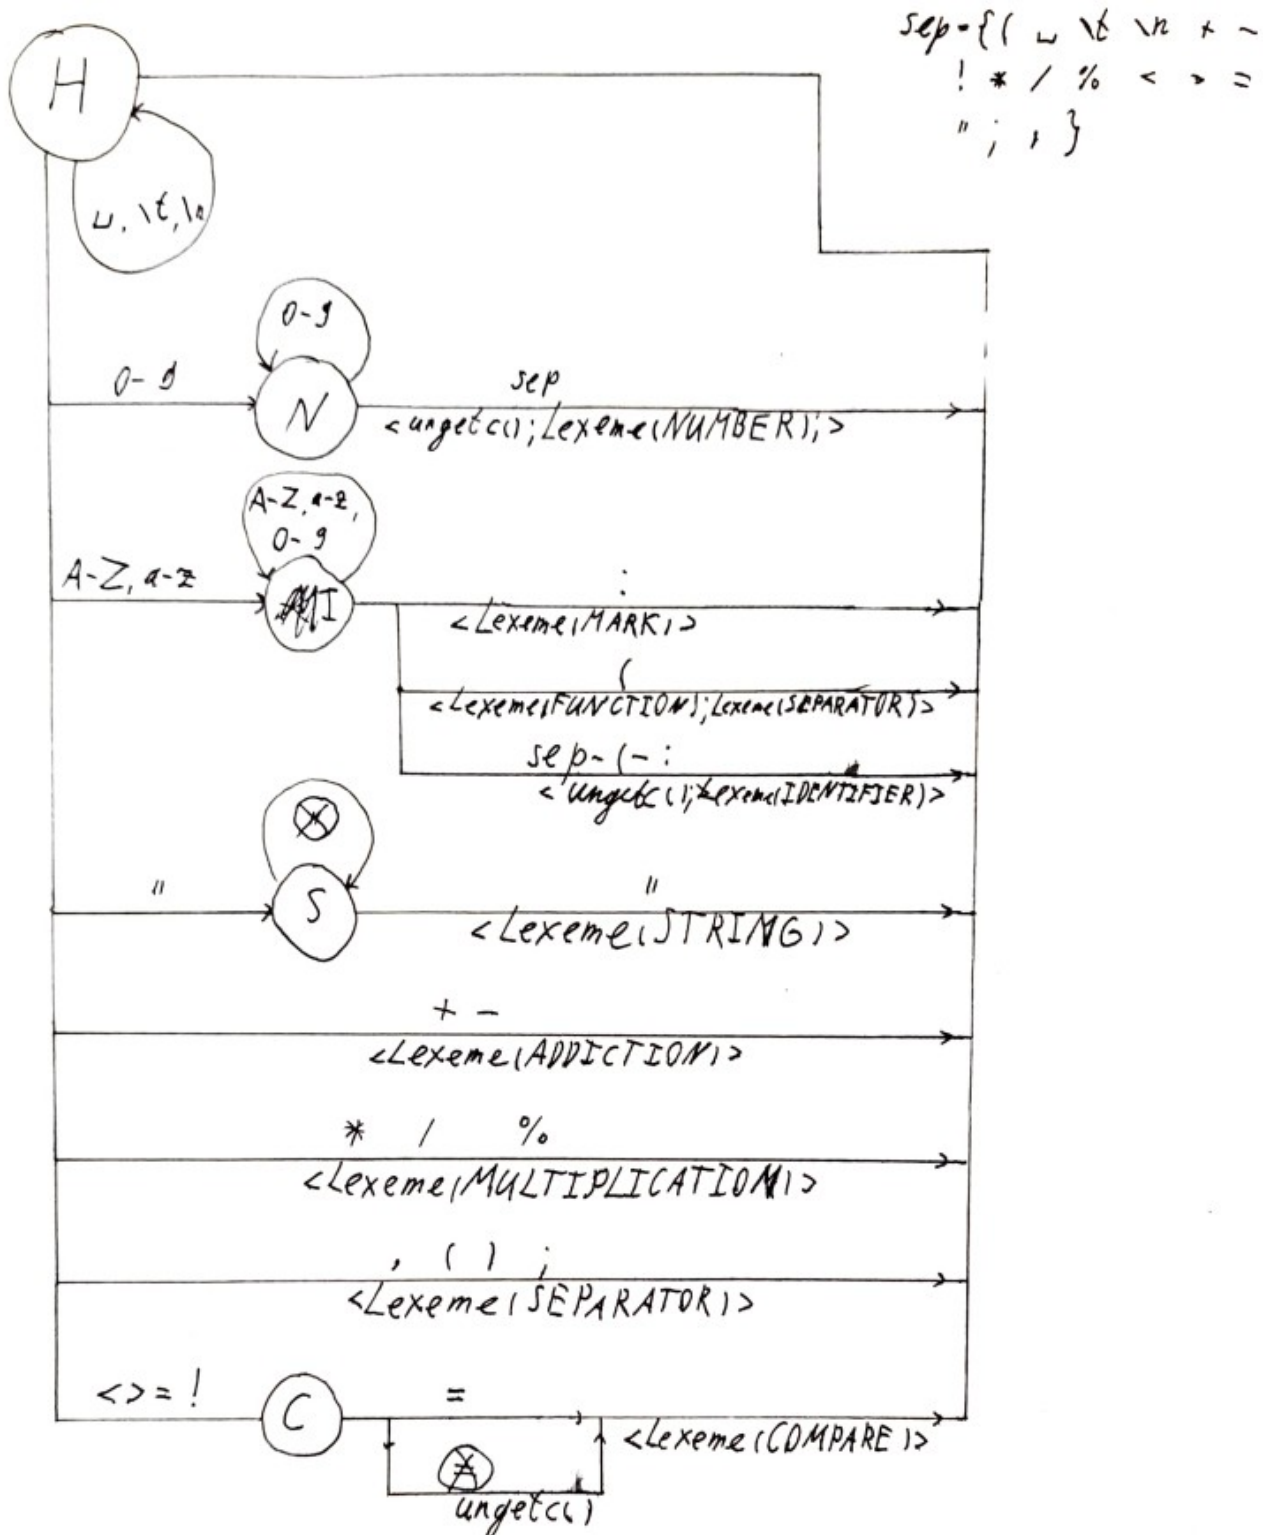 sep={( ␣ \t \n + -
! * / % < > =
" ; , }
H
␣, \t, \n
0-9
0-9
N
sep
<ungetc(); Lexeme(NUMBER);>
A-Z, a-z,
0-9
A-Z, a-z
I
:
<Lexeme(MARK)>
(
<Lexeme(FUNCTION); Lexeme(SEPARATOR)>
sep-(-:
<ungetc(); Lexeme(IDENTIFIER)>
"
S
"
<Lexeme(STRING)>
+ -
<Lexeme(ADDICTION)>
* / %
<Lexeme(MULTIPLICATION)>
, ( ) ;
<Lexeme(SEPARATOR)>
<>=!
C
=
<Lexeme(COMPARE)>
ungetc()